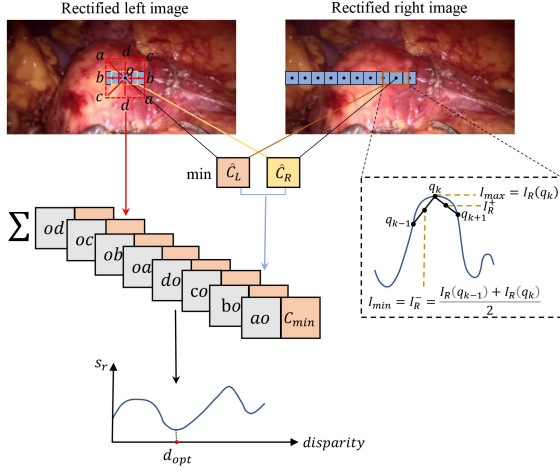 Rectified left image
Rectified right image
a d c
b o b
c d a
min Ĉ_L Ĉ_R
q_k
I_max = I_R(q_k)
I_R^+
q_{k-1}
q_{k+1}
I_min = I_R^- = (I_R(q_{k-1}) + I_R(q_k)) / 2
∑ od oc ob oa do co bo ao C_min
s_r
d_opt
disparity